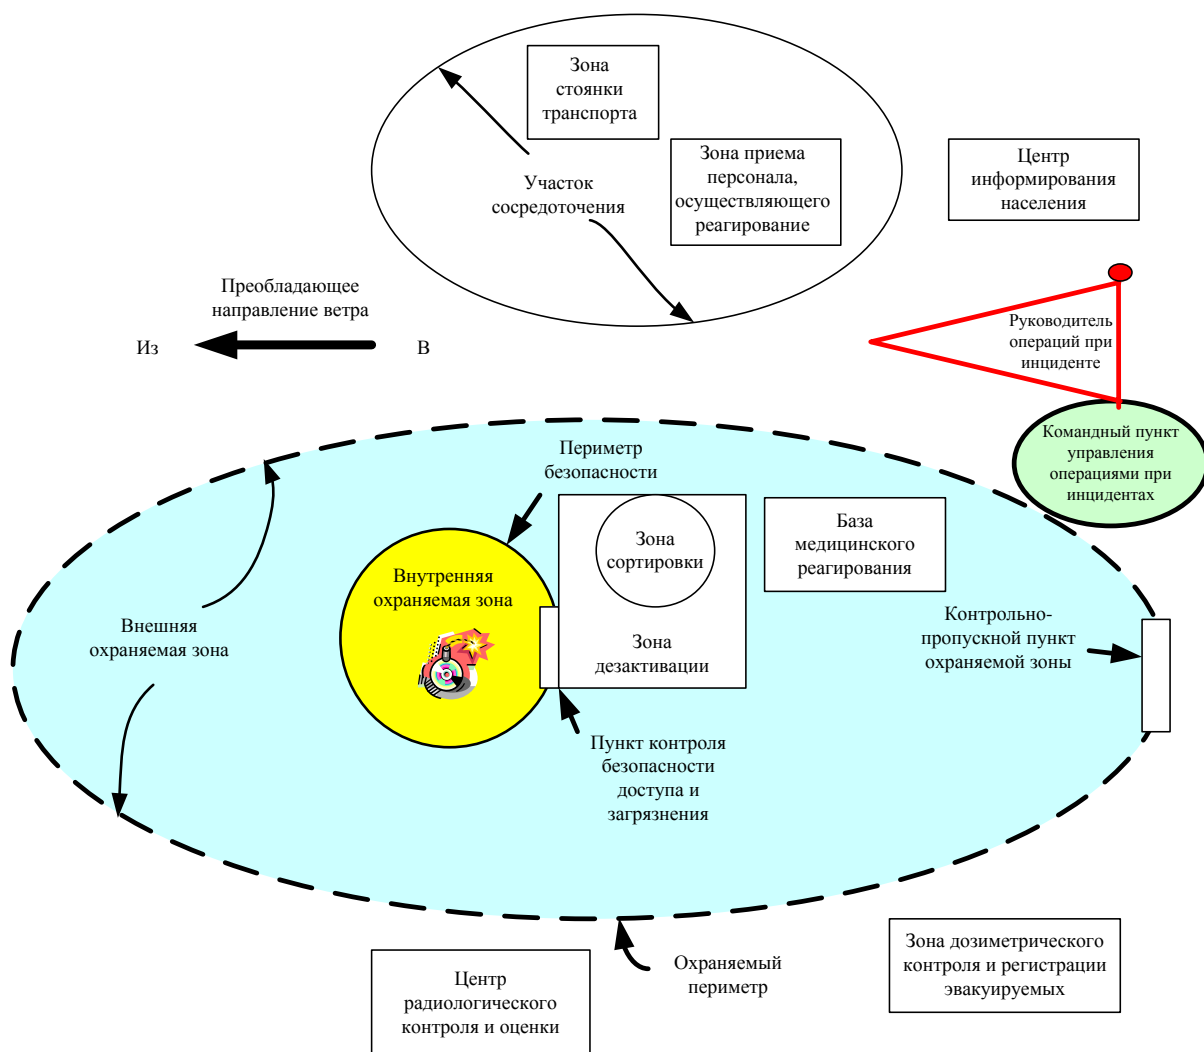 Зона
стоянки
транспорта
Зона приема
персонала,
осуществляющего
реагирование
Участок
сосредоточения
Центр
информирования
населения
Преобладающее
направление ветра
Из
В
Руководитель
операций при
инциденте
Командный пункт
управления
операциями при
инцидентах
Периметр
безопасности
Зона
сортировки
База
медицинского
реагирования
Внутренняя
охраняемая зона
Зона
дезактивации
Внешняя
охраняемая зона
Контрольно-
пропускной пункт
охраняемой зоны
Пункт контроля
безопасности
доступа и
загрязнения
Охраняемый
периметр
Центр
радиологического
контроля и оценки
Зона дозиметрического
контроля и регистрации
эвакуируемых